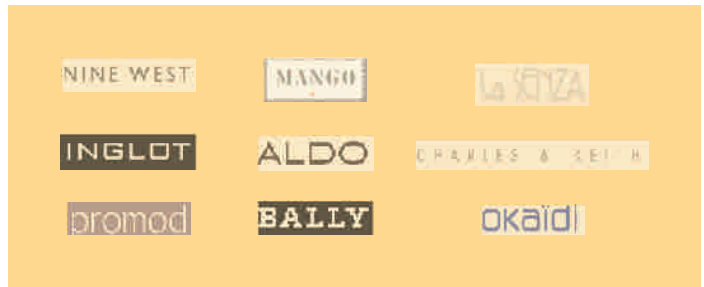 NINE WEST
MANGO
La SENZA
INGLOT
ALDO
CHARLES & KEITH
promod
BALLY
okaïdi